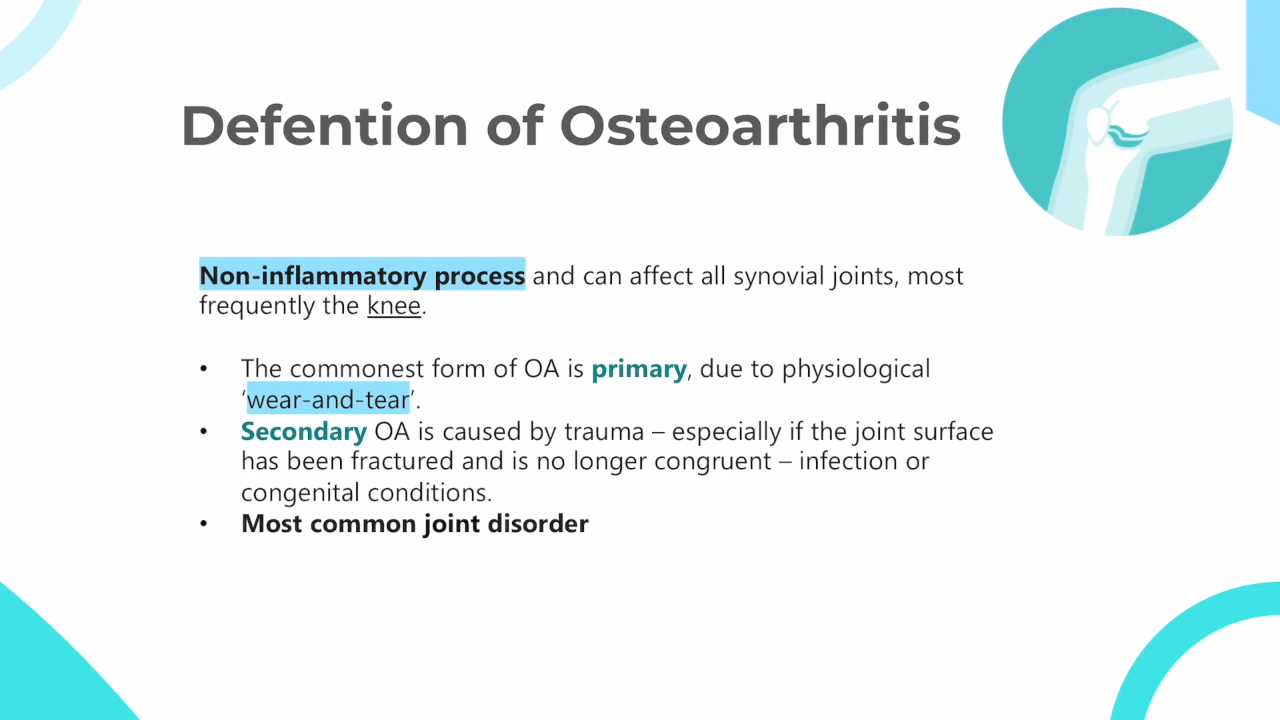 Defention of Osteoarthritis
Non-inflammatory process and can affect all synovial joints, most
frequently the knee.
• The commonest form of OA is primary, due to physiological
‘wear-and-tear’.
• Secondary OA is caused by trauma – especially if the joint surface
has been fractured and is no longer congruent – infection or
congenital conditions.
• Most common joint disorder